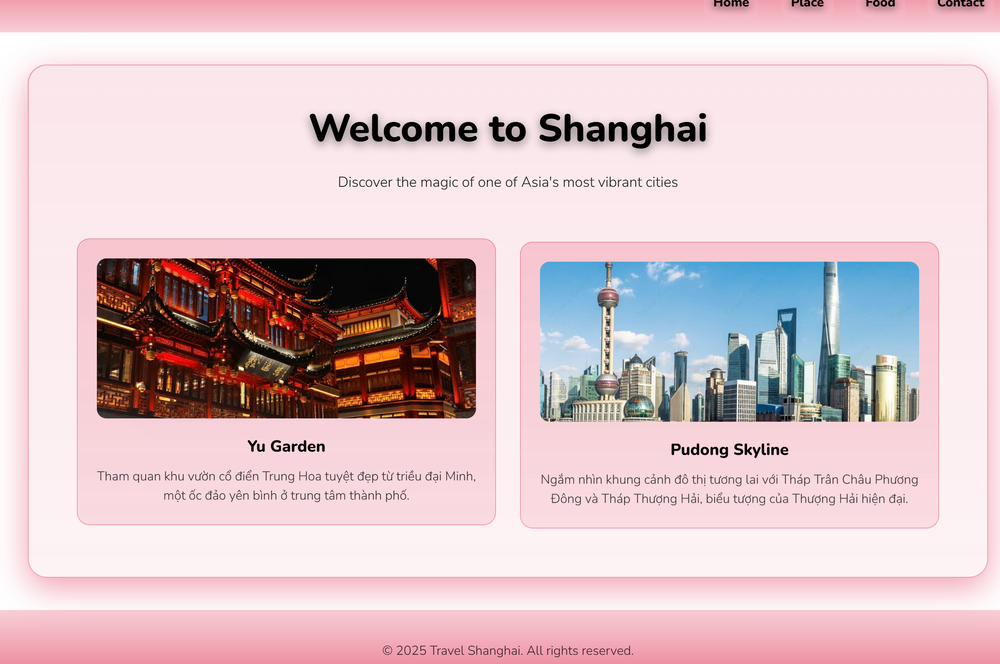 Home Place Food Contact
Welcome to Shanghai
Discover the magic of one of Asia's most vibrant cities
Yu Garden
Tham quan khu vườn cổ điển Trung Hoa tuyệt đẹp từ triều đại Minh,
một ốc đảo yên bình ở trung tâm thành phố.
Pudong Skyline
Ngắm nhìn khung cảnh đô thị tương lai với Tháp Trân Châu Phương
Đông và Tháp Thượng Hải, biểu tượng của Thượng Hải hiện đại.
© 2025 Travel Shanghai. All rights reserved.